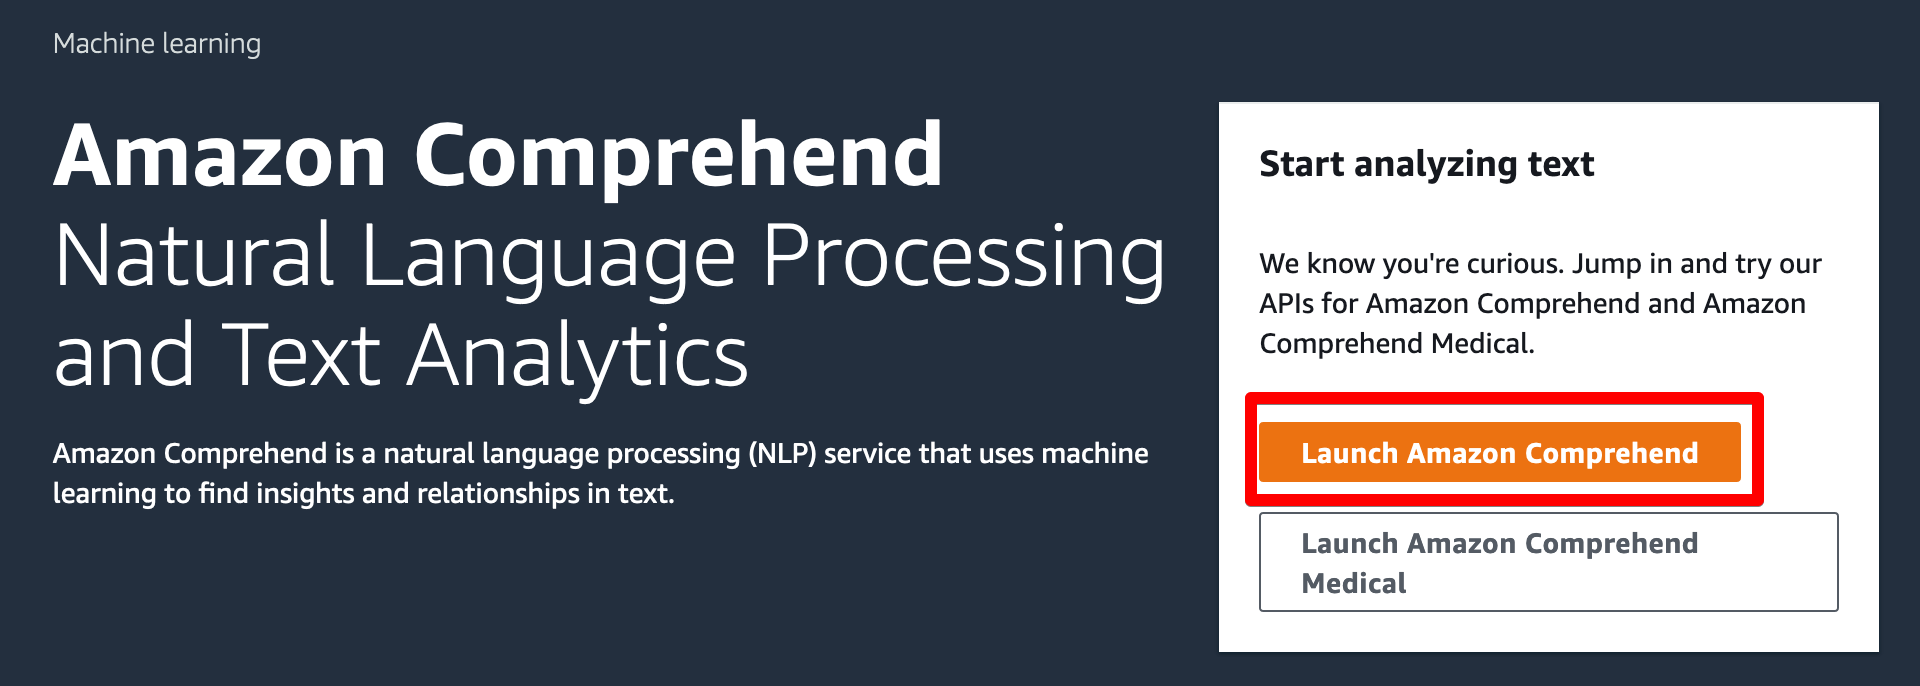 Machine learning
Amazon Comprehend
Natural Language Processing
and Text Analytics
Amazon Comprehend is a natural language processing (NLP) service that uses machine
learning to find insights and relationships in text.
Start analyzing text
We know you're curious. Jump in and try our
APIs for Amazon Comprehend and Amazon
Comprehend Medical.
Launch Amazon Comprehend
Launch Amazon Comprehend
Medical